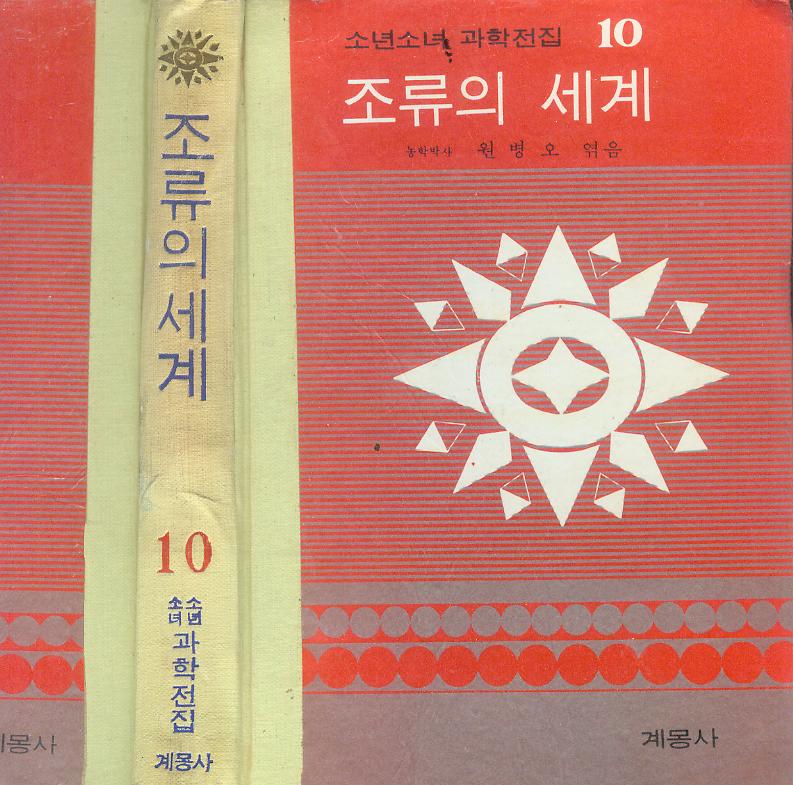 소년소녀 과학전집 10
조류의 세계
농학박사 원병오 엮음
계몽사
조류의 세계
10
소년소녀 과학전집
계몽사
몽사